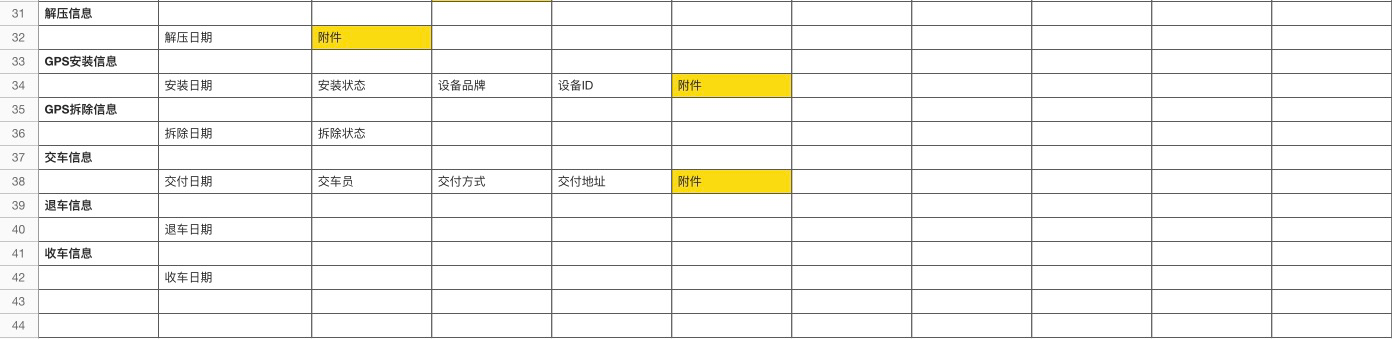 31 解压信息
32 解压日期 附件
33 GPS安装信息
34 安装日期 安装状态 设备品牌 设备ID 附件
35 GPS拆除信息
36 拆除日期 拆除状态
37 交车信息
38 交付日期 交车员 交付方式 交付地址 附件
39 退车信息
40 退车日期
41 收车信息
42 收车日期
43
44